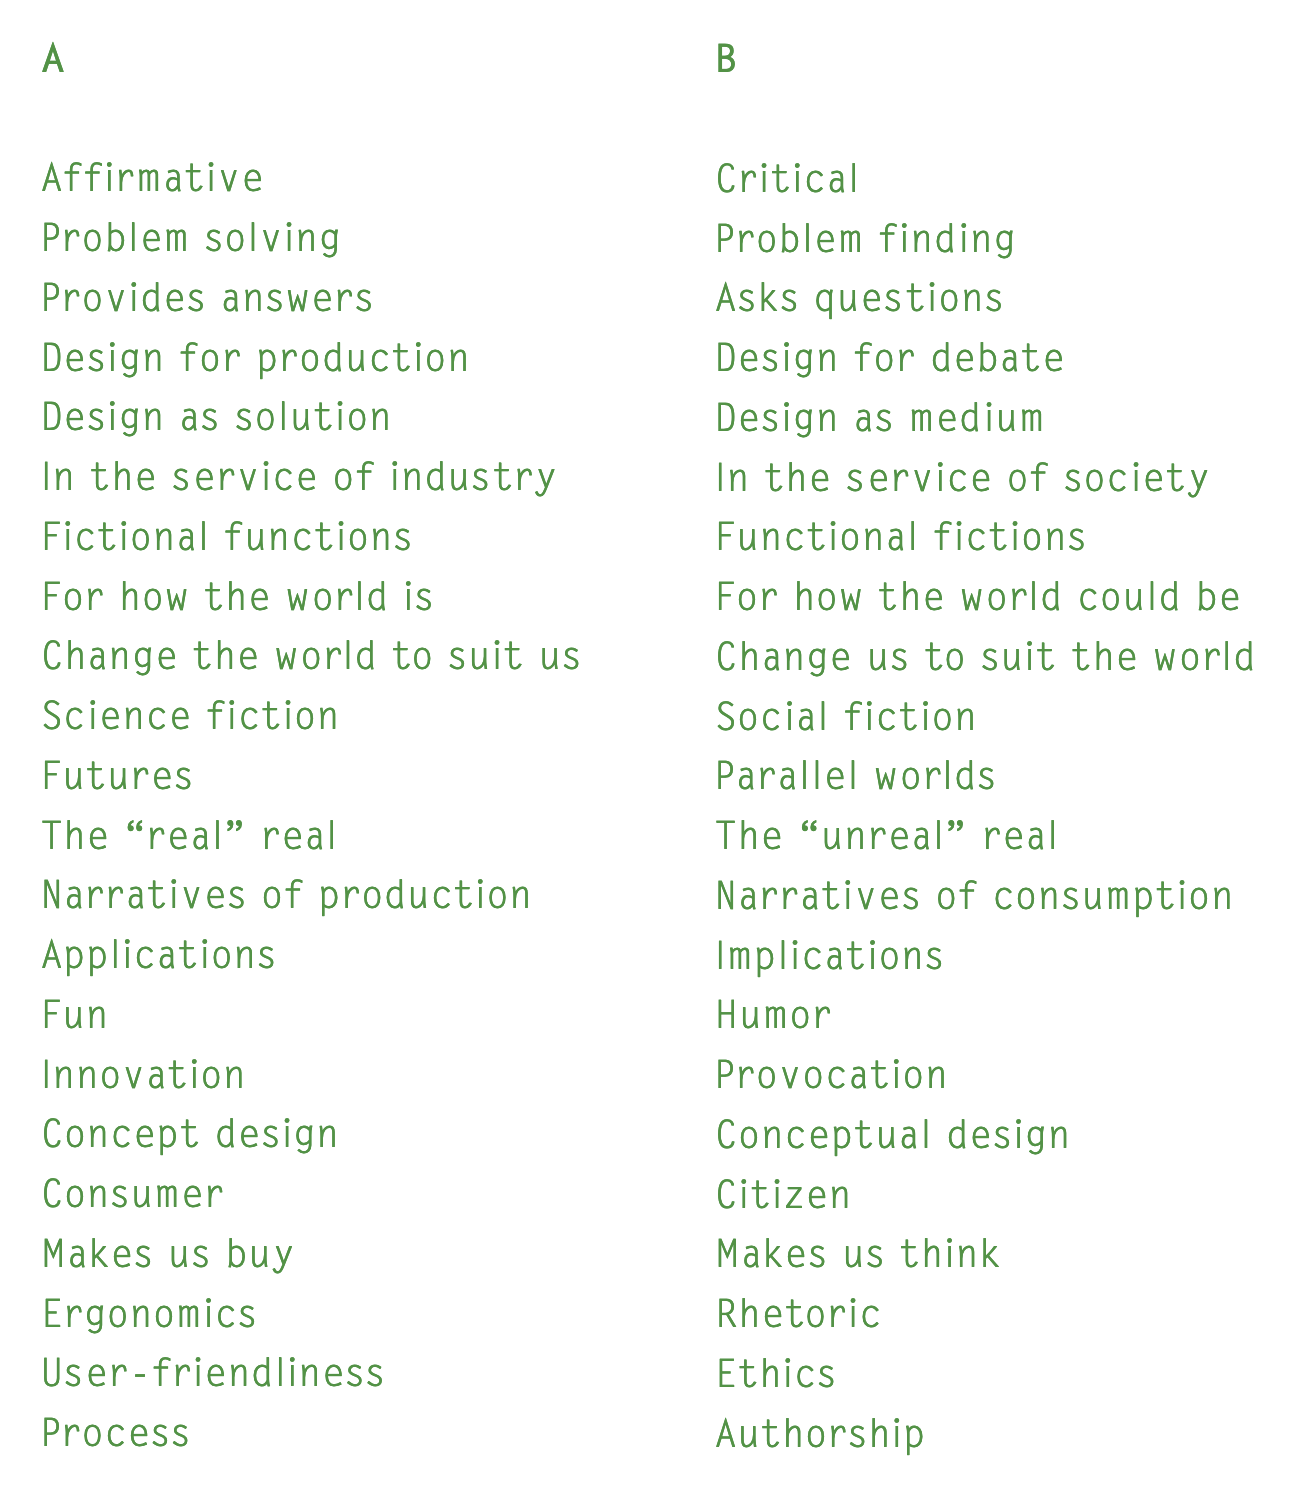 A
Affirmative
Problem solving
Provides answers
Design for production
Design as solution
In the service of industry
Fictional functions
For how the world is
Change the world to suit us
Science fiction
Futures
The “real” real
Narratives of production
Applications
Fun
Innovation
Concept design
Consumer
Makes us buy
Ergonomics
User-friendliness
Process
B
Critical
Problem finding
Asks questions
Design for debate
Design as medium
In the service of society
Functional fictions
For how the world could be
Change us to suit the world
Social fiction
Parallel worlds
The “unreal” real
Narratives of consumption
Implications
Humor
Provocation
Conceptual design
Citizen
Makes us think
Rhetoric
Ethics
Authorship